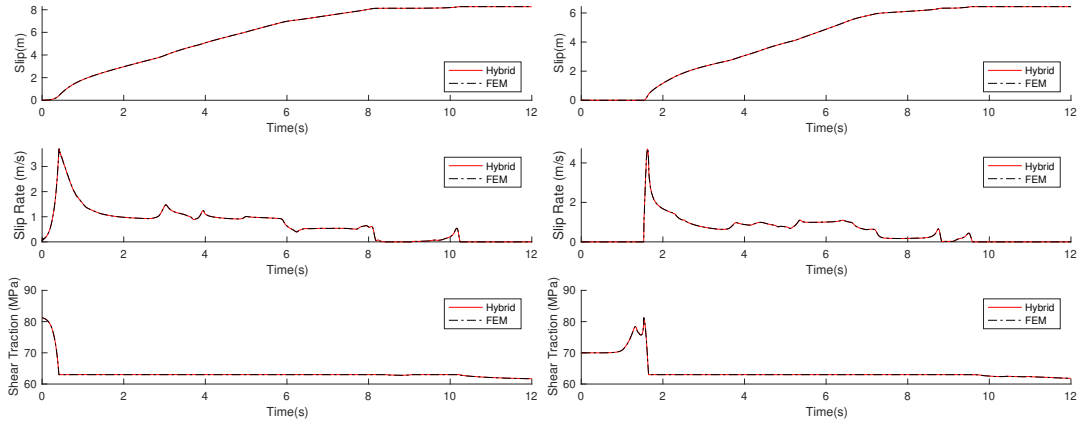 8
6
4
2
0
Slip(m)
Hybrid
FEM
0 2 4 6 8 10 12
Time(s)
6
4
2
0
Slip(m)
Hybrid
FEM
0 2 4 6 8 10 12
Time(s)
3
2
1
0
Slip Rate (m/s)
Hybrid
FEM
0 2 4 6 8 10 12
Time(s)
4
2
0
Slip Rate (m/s)
Hybrid
FEM
0 2 4 6 8 10 12
Time(s)
90
80
70
60
Shear Traction (MPa)
Hybrid
FEM
0 2 4 6 8 10 12
Time(s)
90
80
70
60
Shear Traction (MPa)
Hybrid
FEM
0 2 4 6 8 10 12
Time(s)